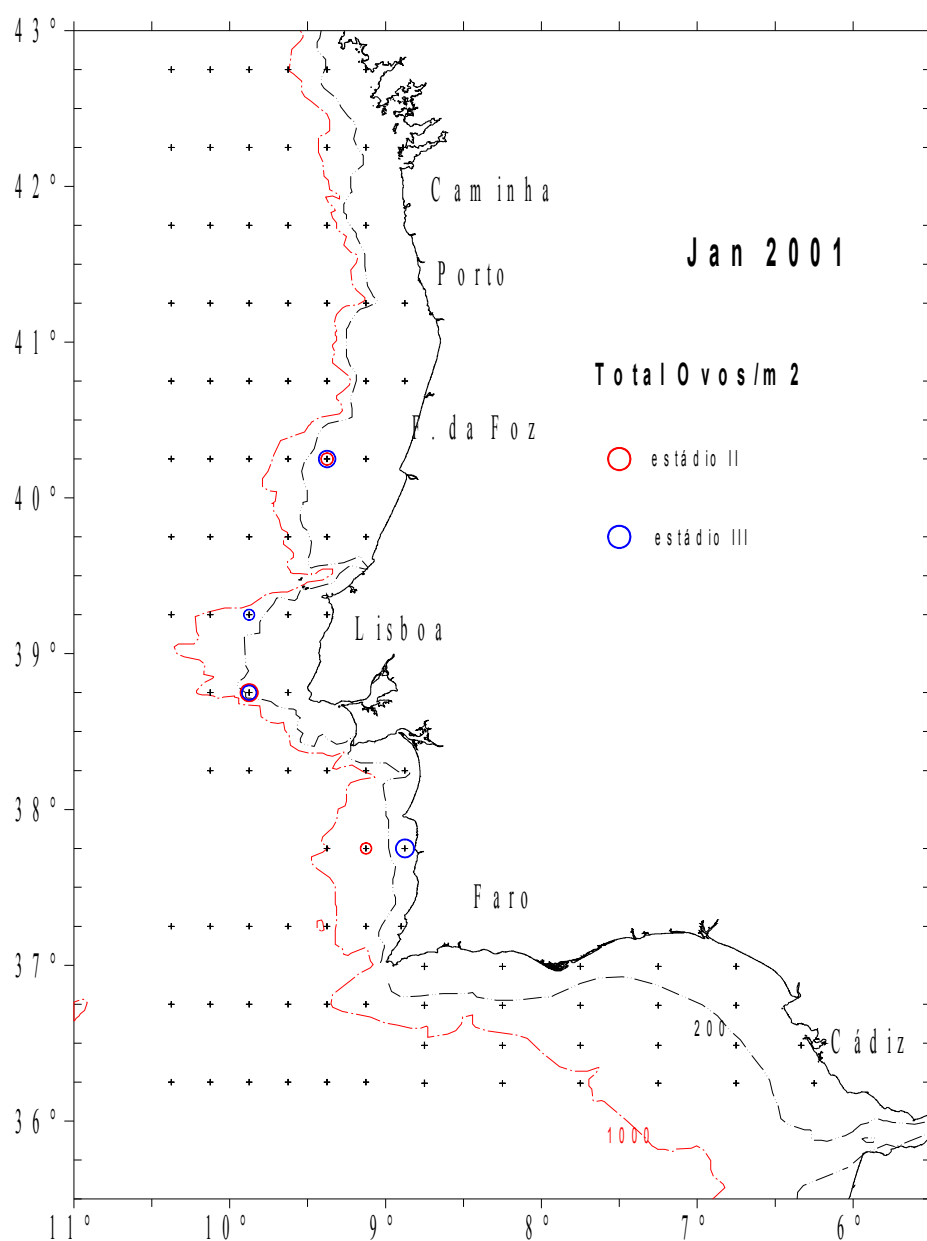 43°
42°
Caminha
Jan 2001
Porto
41°
Total Ovos/m2
F. da Foz
estádio II
40°
estádio III
Lisboa
39°
38°
Faro
37°
200
Cádiz
36°
1000
11° 10° 9° 8° 7° 6°